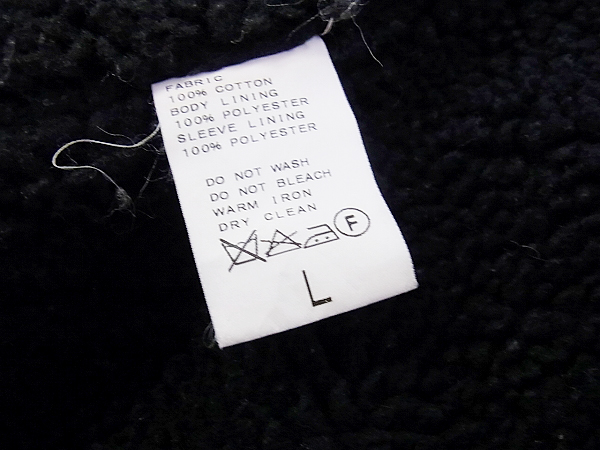 FABRIC
100% COTTON
BODY LINING
100% POLYESTER
SLEEVE LINING
100% POLYESTER
DO NOT WASH
DO NOT BLEACH
WARM IRON
DRY CLEAN
F
L